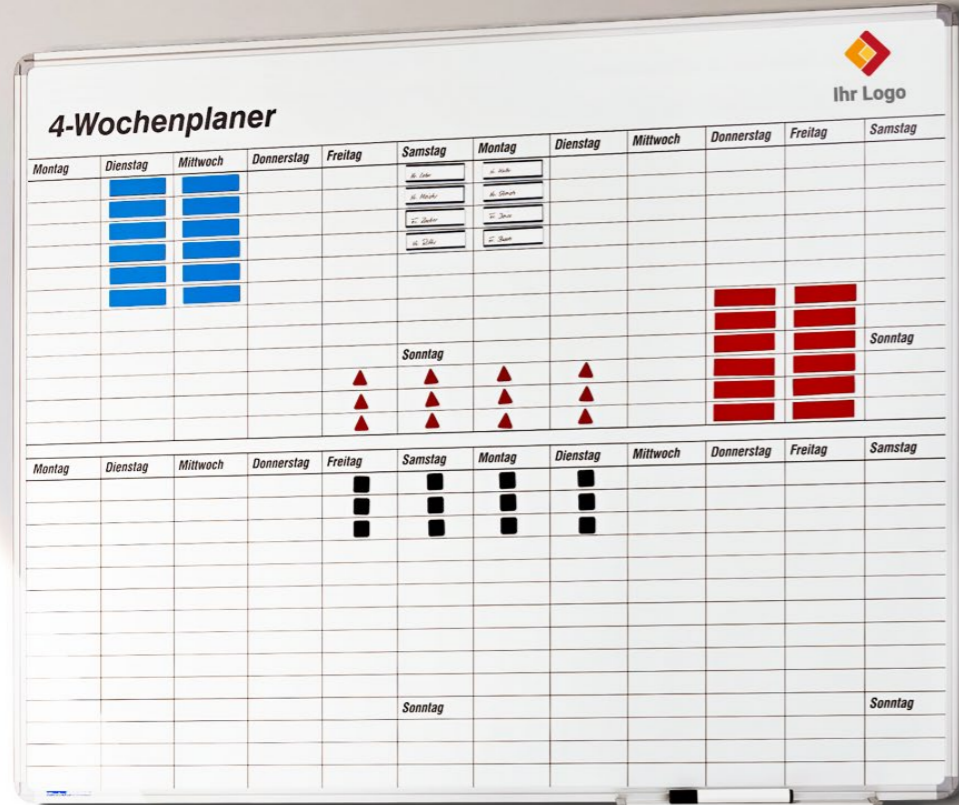 Ihr Logo
4-Wochenplaner
Montag Dienstag Mittwoch Donnerstag Freitag Samstag Montag Dienstag Mittwoch Donnerstag Freitag Samstag
Sonntag Sonntag
Montag Dienstag Mittwoch Donnerstag Freitag Samstag Montag Dienstag Mittwoch Donnerstag Freitag Samstag
Sonntag Sonntag